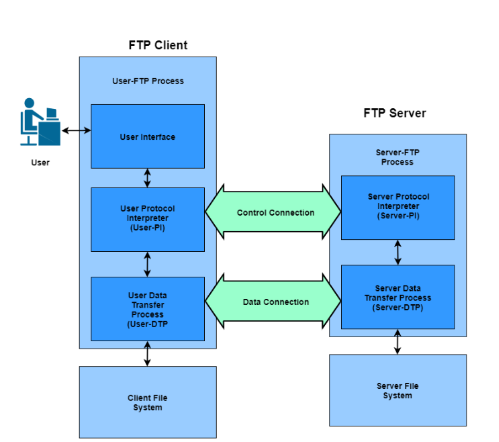 FTP Client
User-FTP Process
User
User Interface
User Protocol
Interpreter
(User-PI)
User Data
Transfer
Process
(User-DTP
Client File
System
Control Connection
Data Connection
FTP Server
Server-FTP
Process
Server Protocol
Interpreter
(Server-PI)
Server Data
Transfer Process
(Server-DTP)
Server File
System